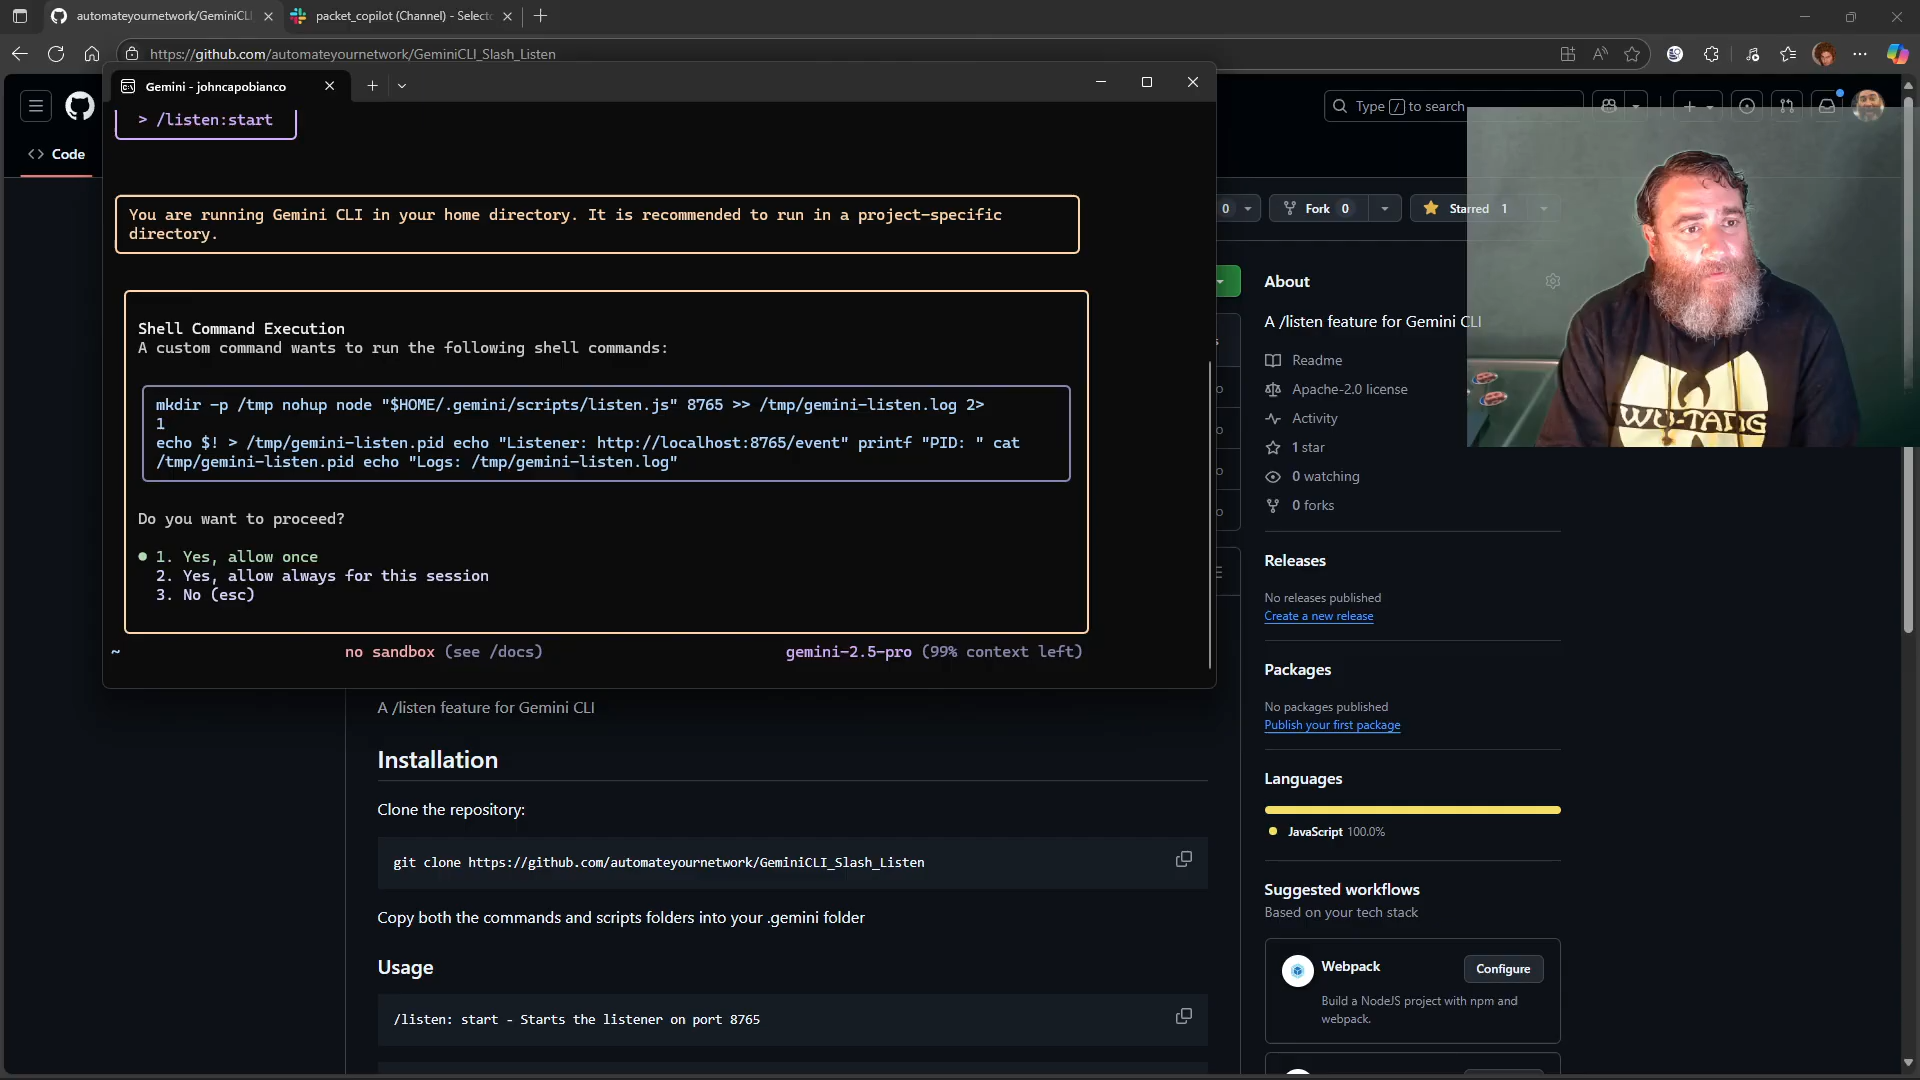 automateyournetwork/GeminiCLI
packet_copilot (Channel) - Select
https://github.com/automateyournetwork/GeminiCLI_Slash_Listen
Gemini - johncapobianco
Type / to search
> /listen:start
Code
You are running Gemini CLI in your home directory. It is recommended to run in a project-specific
directory.
0
Fork 0
Starred 1
Shell Command Execution
A custom command wants to run the following shell commands:
mkdir -p /tmp nohup node "$HOME/.gemini/scripts/listen.js" 8765 >> /tmp/gemini-listen.log 2>
1
echo $! > /tmp/gemini-listen.pid echo "Listener: http://localhost:8765/event" printf "PID: " cat
/tmp/gemini-listen.pid echo "Logs: /tmp/gemini-listen.log"
Do you want to proceed?
● 1. Yes, allow once
2. Yes, allow always for this session
3. No (esc)
~ no sandbox (see /docs) gemini-2.5-pro (99% context left)
About
A /listen feature for Gemini CLI
Readme
Apache-2.0 license
Activity
1 star
0 watching
0 forks
Releases
No releases published
Create a new release
Packages
No packages published
Publish your first package
Languages
JavaScript 100.0%
Suggested workflows
Based on your tech stack
Webpack
Configure
Build a NodeJS project with npm and
webpack.
A /listen feature for Gemini CLI
Installation
Clone the repository:
git clone https://github.com/automateyournetwork/GeminiCLI_Slash_Listen
Copy both the commands and scripts folders into your .gemini folder
Usage
/listen: start - Starts the listener on port 8765
WU-TANG